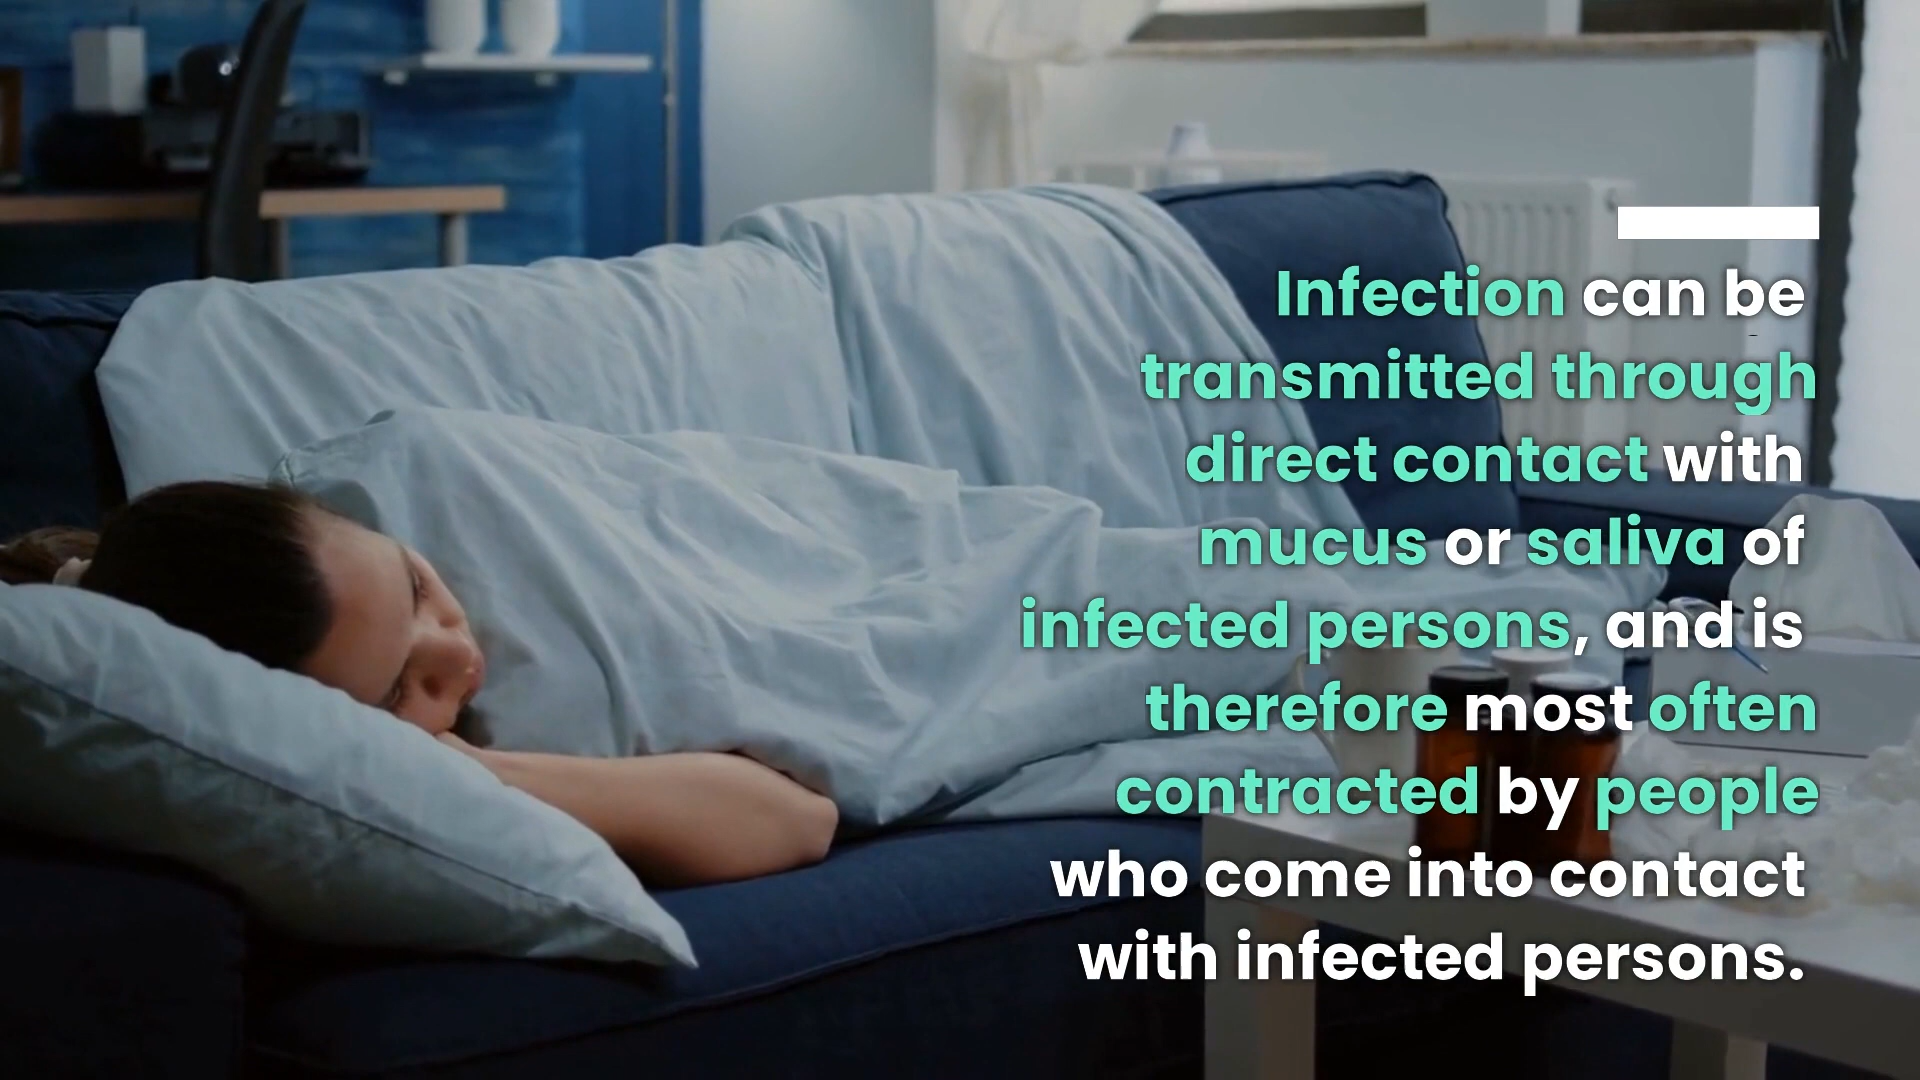 Infection can be
transmitted through
direct contact with
mucus or saliva of
infected persons, and is
therefore most often
contracted by people
who come into contact
with infected persons.